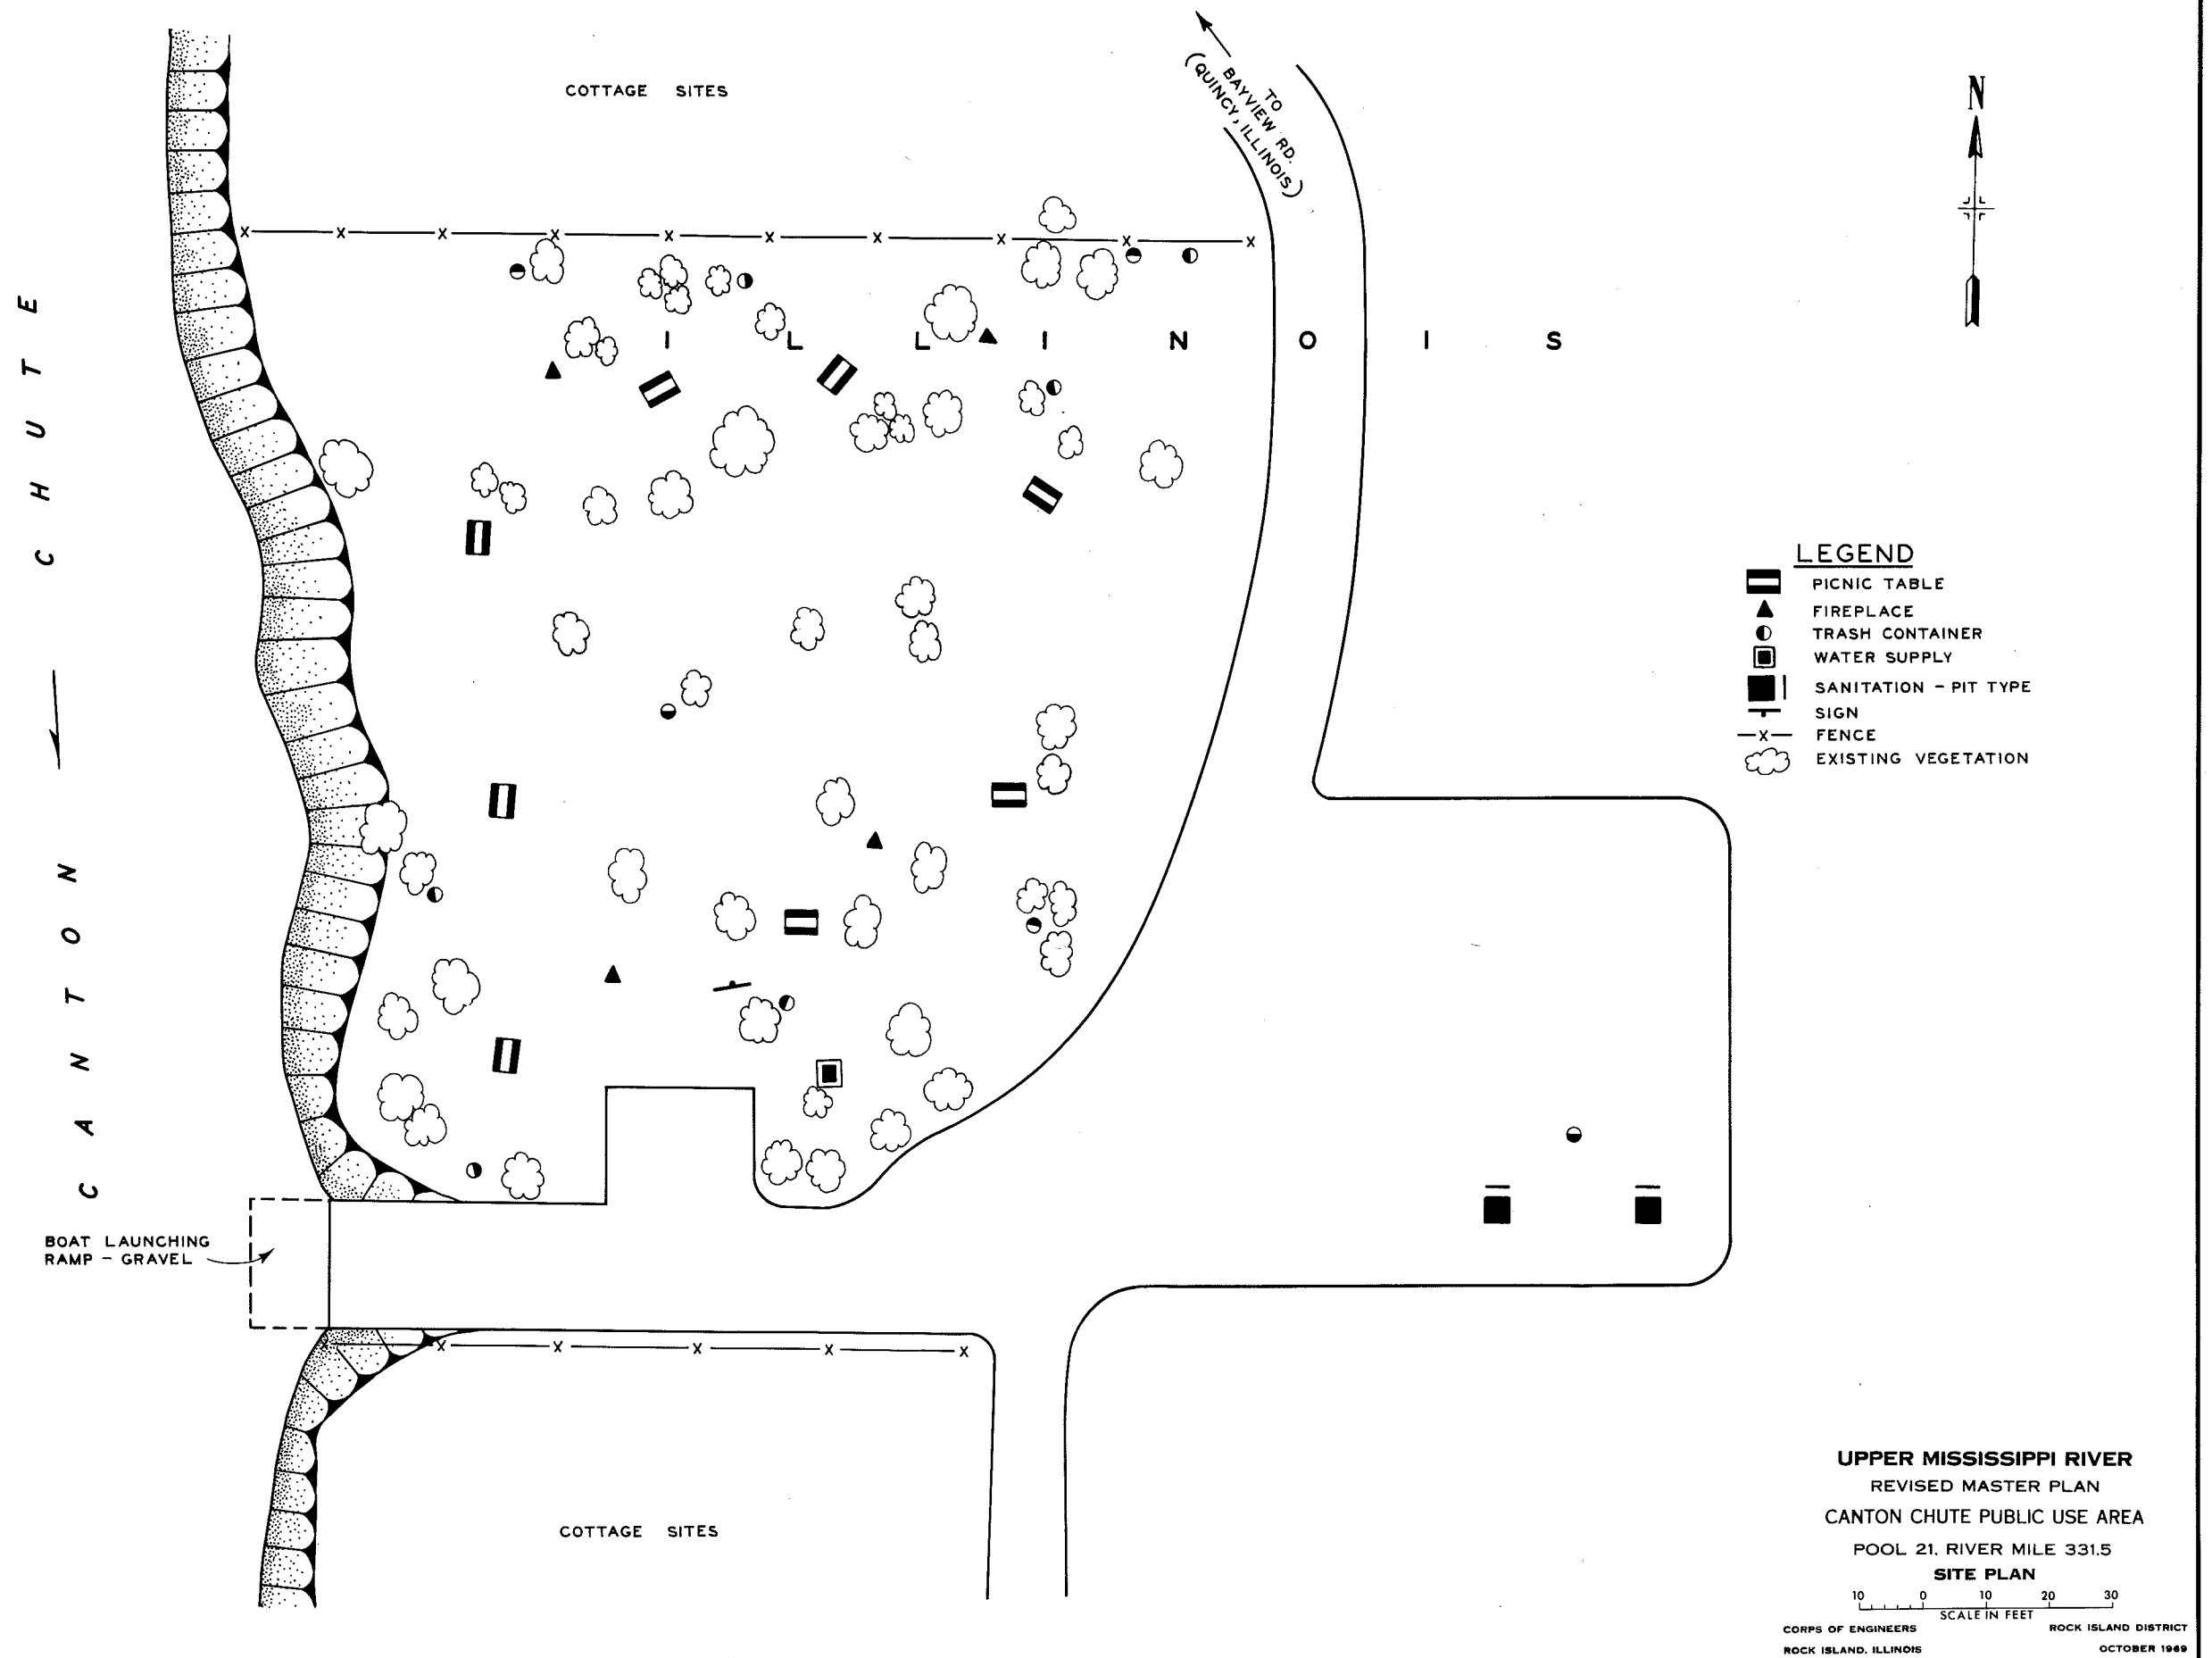 COTTAGE SITES
TO
BAYVIEW RD.
(QUINCY, ILLINOIS)
N
ILLINOIS
CANTON CHUTE
LEGEND
PICNIC TABLE
FIREPLACE
TRASH CONTAINER
WATER SUPPLY
SANITATION - PIT TYPE
SIGN
-x- FENCE
EXISTING VEGETATION
BOAT LAUNCHING
RAMP - GRAVEL
COTTAGE SITES
UPPER MISSISSIPPI RIVER
REVISED MASTER PLAN
CANTON CHUTE PUBLIC USE AREA
POOL 21, RIVER MILE 331.5
SITE PLAN
10 0 10 20 30
SCALE IN FEET
CORPS OF ENGINEERS ROCK ISLAND DISTRICT
ROCK ISLAND, ILLINOIS OCTOBER 1969